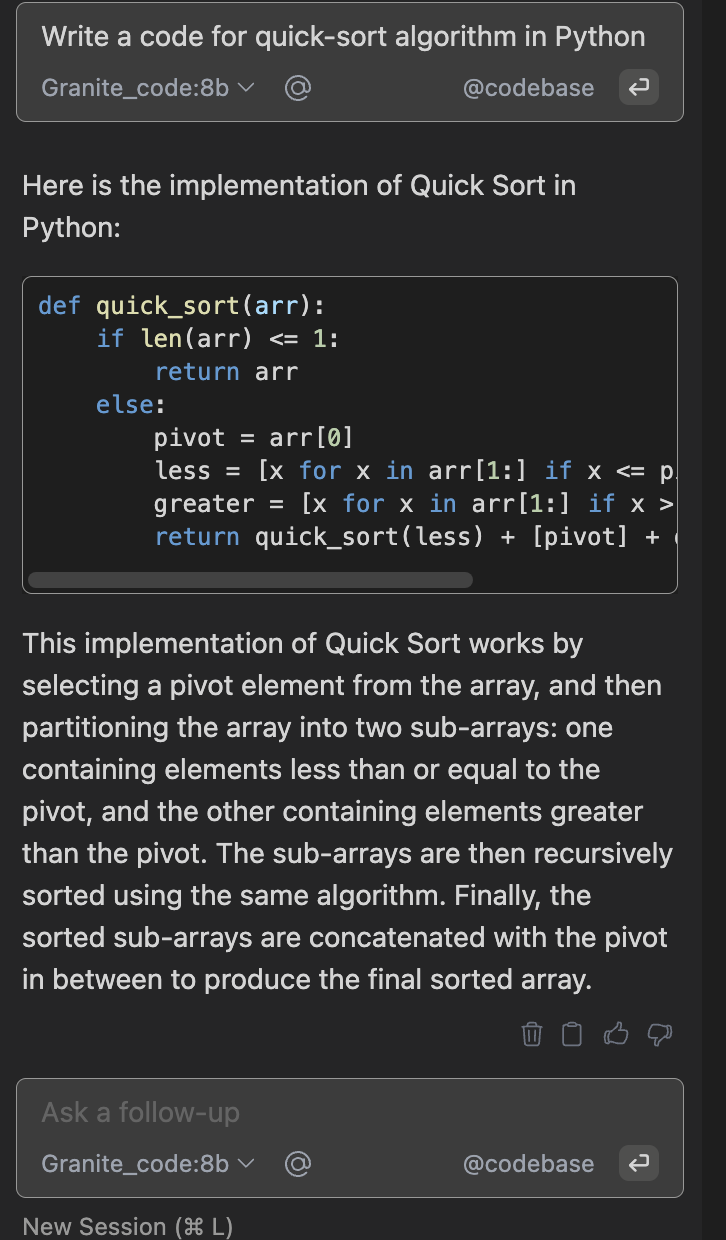 Write a code for quick-sort algorithm in Python
Granite_code:8b @codebase
Here is the implementation of Quick Sort in
Python:
def quick_sort(arr):
    if len(arr) <= 1:
        return arr
    else:
        pivot = arr[0]
        less = [x for x in arr[1:] if x <= p
        greater = [x for x in arr[1:] if x >
        return quick_sort(less) + [pivot] +
This implementation of Quick Sort works by
selecting a pivot element from the array, and then
partitioning the array into two sub-arrays: one
containing elements less than or equal to the
pivot, and the other containing elements greater
than the pivot. The sub-arrays are then recursively
sorted using the same algorithm. Finally, the
sorted sub-arrays are concatenated with the pivot
in between to produce the final sorted array.
Ask a follow-up
Granite_code:8b @codebase
New Session (⌘ L)